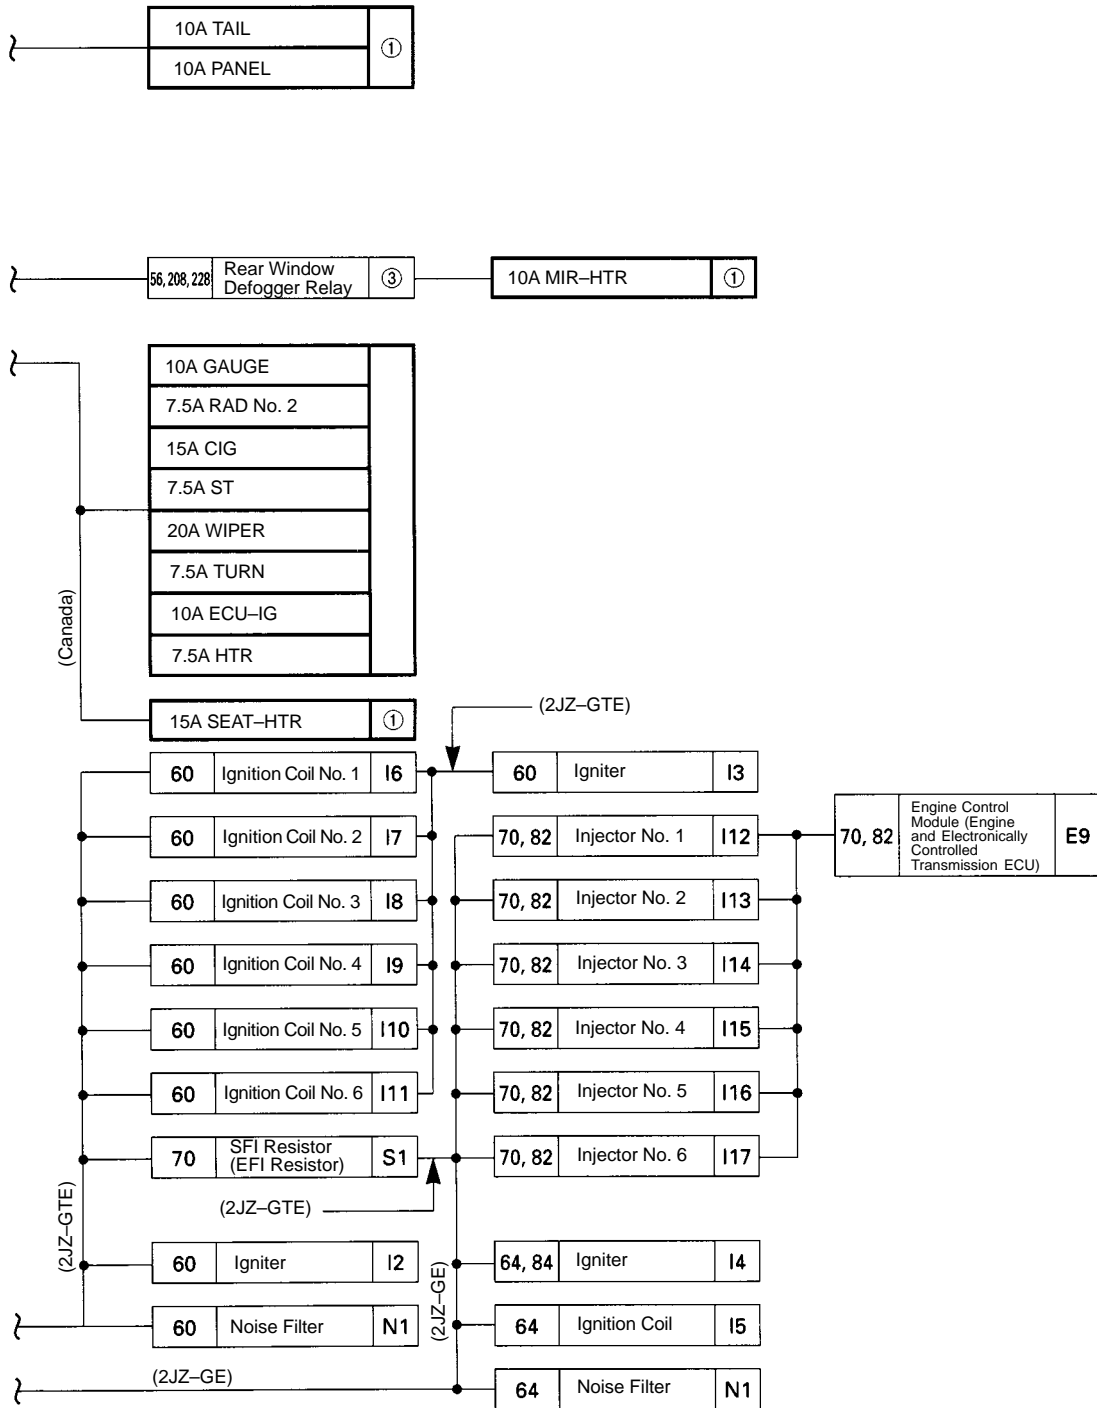 10A TAIL
①
10A PANEL
56, 208, 228 Rear Window Defogger Relay ③
10A MIR–HTR ①
10A GAUGE
7.5A RAD No. 2
15A CIG
7.5A ST
20A WIPER
7.5A TURN
10A ECU–IG
7.5A HTR
(Canada)
15A SEAT–HTR ①
(2JZ–GTE)
60 Ignition Coil No. 1 I6
60 Igniter I3
60 Ignition Coil No. 2 I7
70, 82 Injector No. 1 I12
70, 82 Engine Control Module (Engine and Electronically Controlled Transmission ECU) E9
60 Ignition Coil No. 3 I8
70, 82 Injector No. 2 I13
60 Ignition Coil No. 4 I9
70, 82 Injector No. 3 I14
60 Ignition Coil No. 5 I10
70, 82 Injector No. 4 I15
60 Ignition Coil No. 6 I11
70, 82 Injector No. 5 I16
70 SFI Resistor (EFI Resistor) S1
70, 82 Injector No. 6 I17
(2JZ–GTE)
(2JZ–GTE)
60 Igniter I2
64, 84 Igniter I4
(2JZ–GE)
60 Noise Filter N1
64 Ignition Coil I5
(2JZ–GE)
64 Noise Filter N1